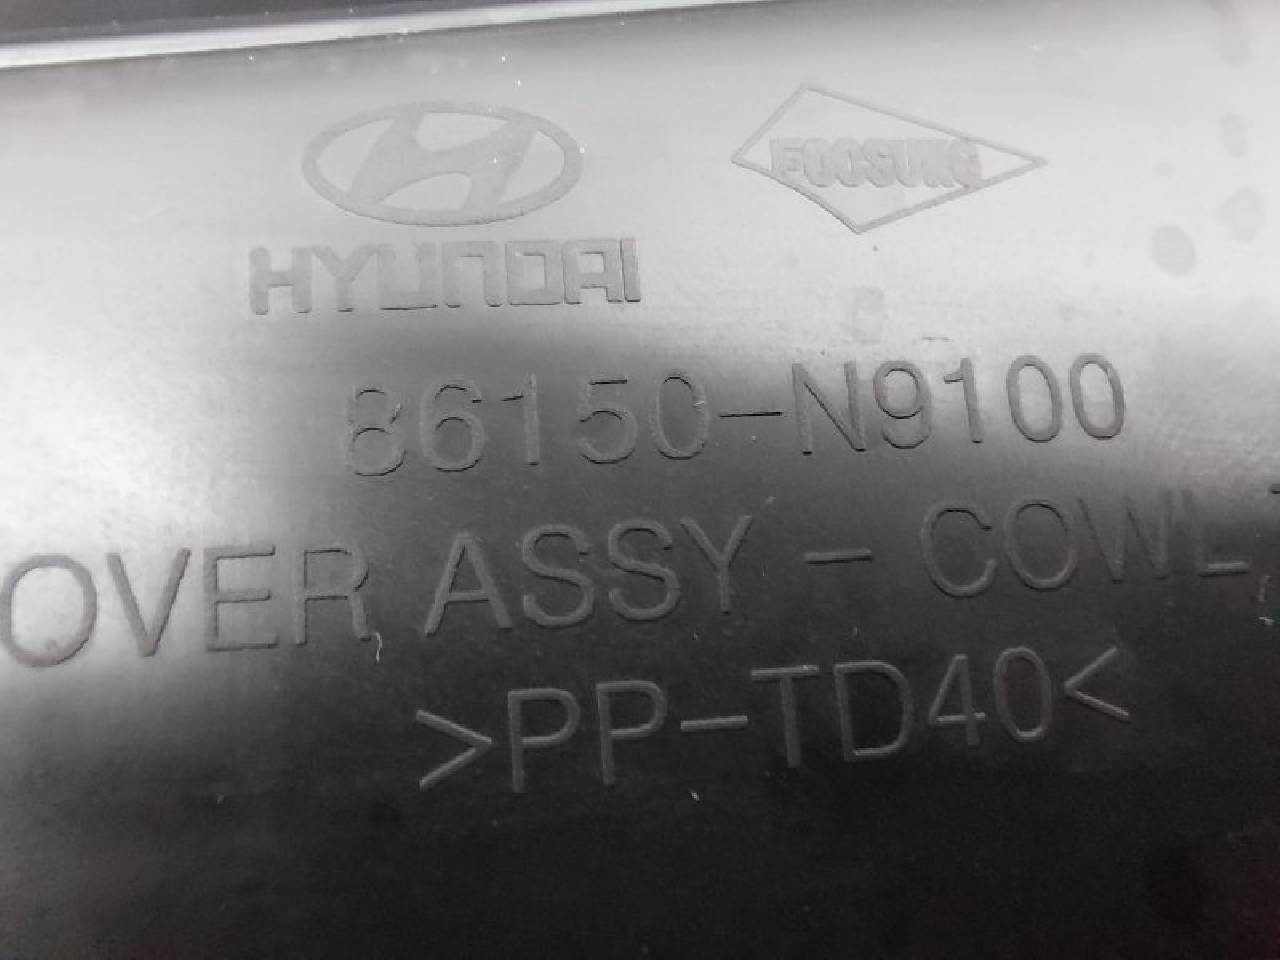 FOOSUNG
HYUNDAI
86150-N9100
OVER ASSY - COWL,
>PP-TD40<